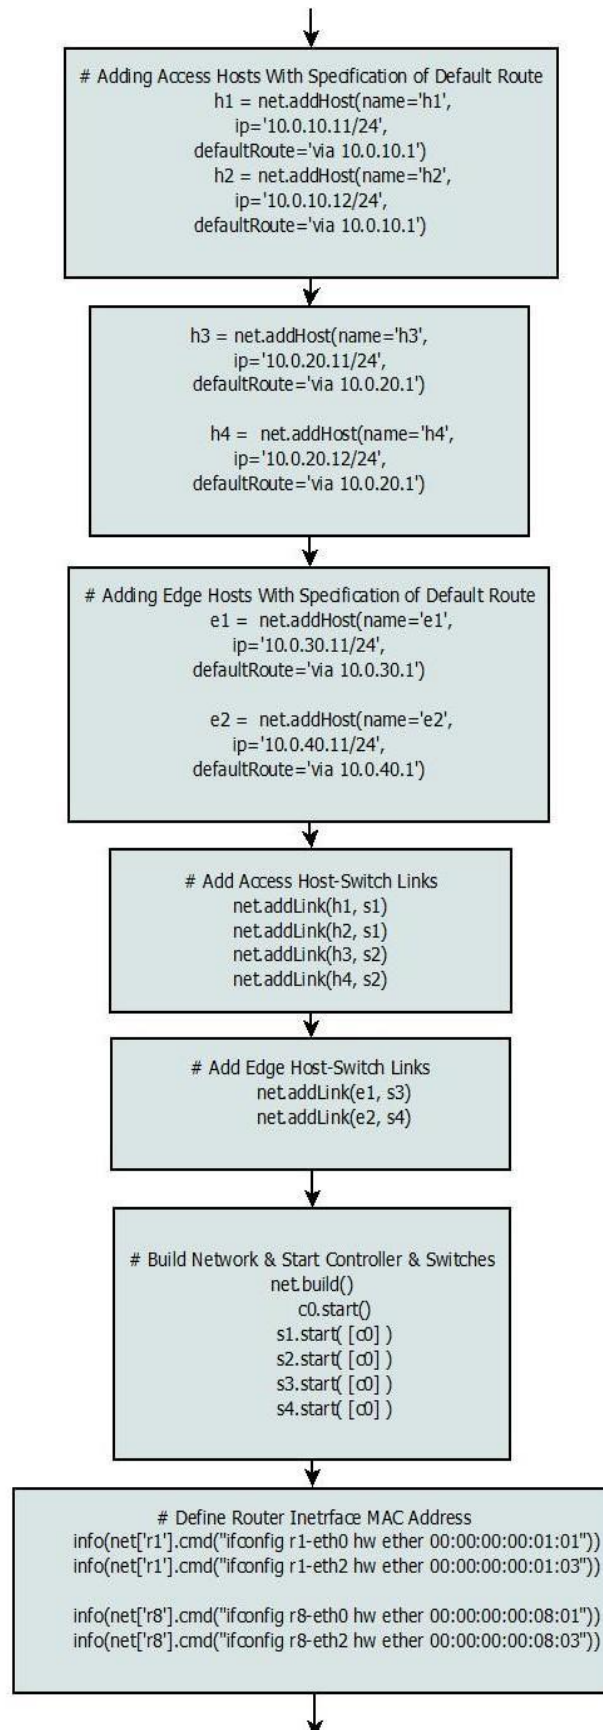 # Adding Access Hosts With Specification of Default Route
h1 = net.addHost(name='h1',
ip='10.0.10.11/24',
defaultRoute='via 10.0.10.1')
h2 = net.addHost(name='h2',
ip='10.0.10.12/24',
defaultRoute='via 10.0.10.1')
h3 = net.addHost(name='h3',
ip='10.0.20.11/24',
defaultRoute='via 10.0.20.1')
h4 = net.addHost(name='h4',
ip='10.0.20.12/24',
defaultRoute='via 10.0.20.1')
# Adding Edge Hosts With Specification of Default Route
e1 = net.addHost(name='e1',
ip='10.0.30.11/24',
defaultRoute='via 10.0.30.1')
e2 = net.addHost(name='e2',
ip='10.0.40.11/24',
defaultRoute='via 10.0.40.1')
# Add Access Host-Switch Links
net.addLink(h1, s1)
net.addLink(h2, s1)
net.addLink(h3, s2)
net.addLink(h4, s2)
# Add Edge Host-Switch Links
net.addLink(e1, s3)
net.addLink(e2, s4)
# Build Network & Start Controller & Switches
net.build()
c0.start()
s1.start( [c0] )
s2.start( [c0] )
s3.start( [c0] )
s4.start( [c0] )
# Define Router Inetrface MAC Address
info(net['r1'].cmd("ifconfig r1-eth0 hw ether 00:00:00:00:01:01"))
info(net['r1'].cmd("ifconfig r1-eth2 hw ether 00:00:00:00:01:03"))
info(net['r8'].cmd("ifconfig r8-eth0 hw ether 00:00:00:00:08:01"))
info(net['r8'].cmd("ifconfig r8-eth2 hw ether 00:00:00:00:08:03"))